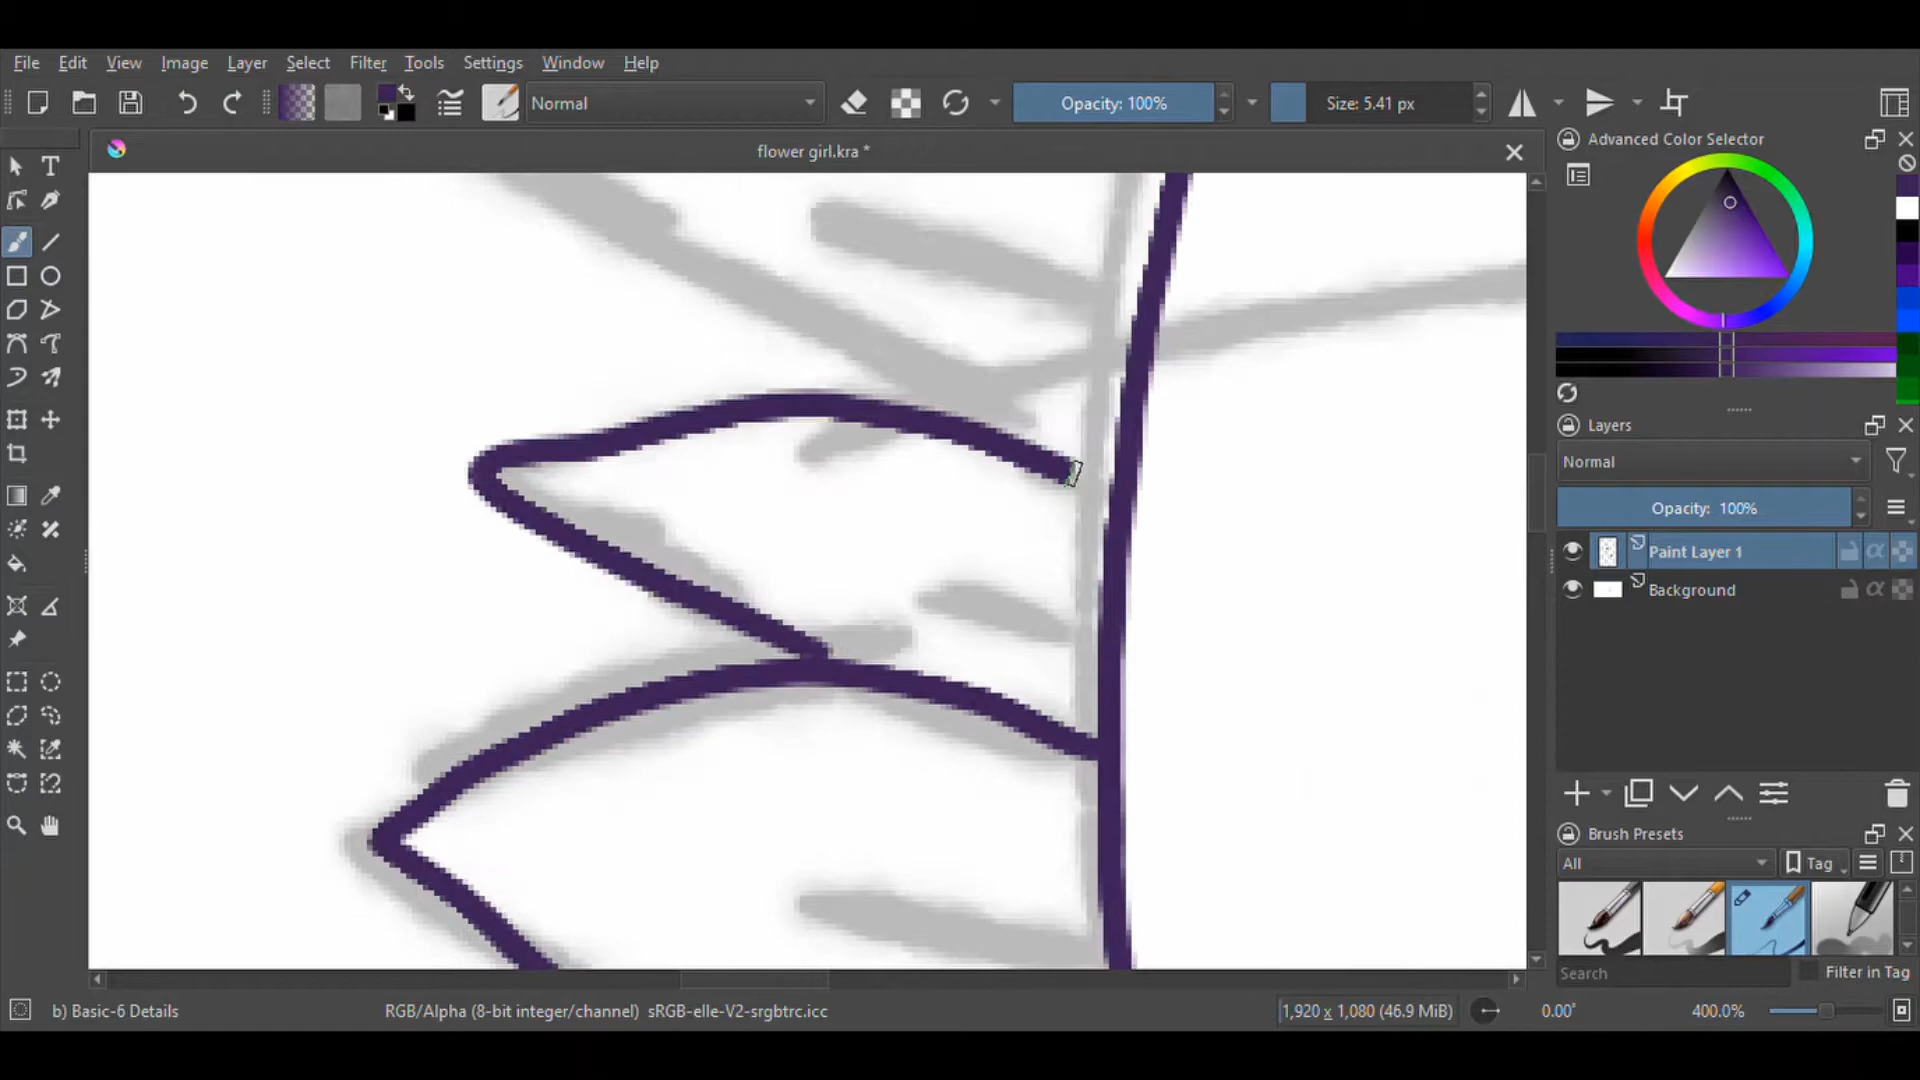 File Edit View Image Layer Select Filter Tools Settings Window Help
Normal Opacity: 100% Size: 5.41 px
flower girl.kra *
Advanced Color Selector
Layers
Normal
Opacity: 100%
Paint Layer 1
Background
Brush Presets
All Tag
Search Filter in Tag
b) Basic-6 Details RGB/Alpha (8-bit integer/channel) sRGB-elle-V2-srgbtrc.icc 1,920 x 1,080 (46.9 MiB) 0.00° 400.0%